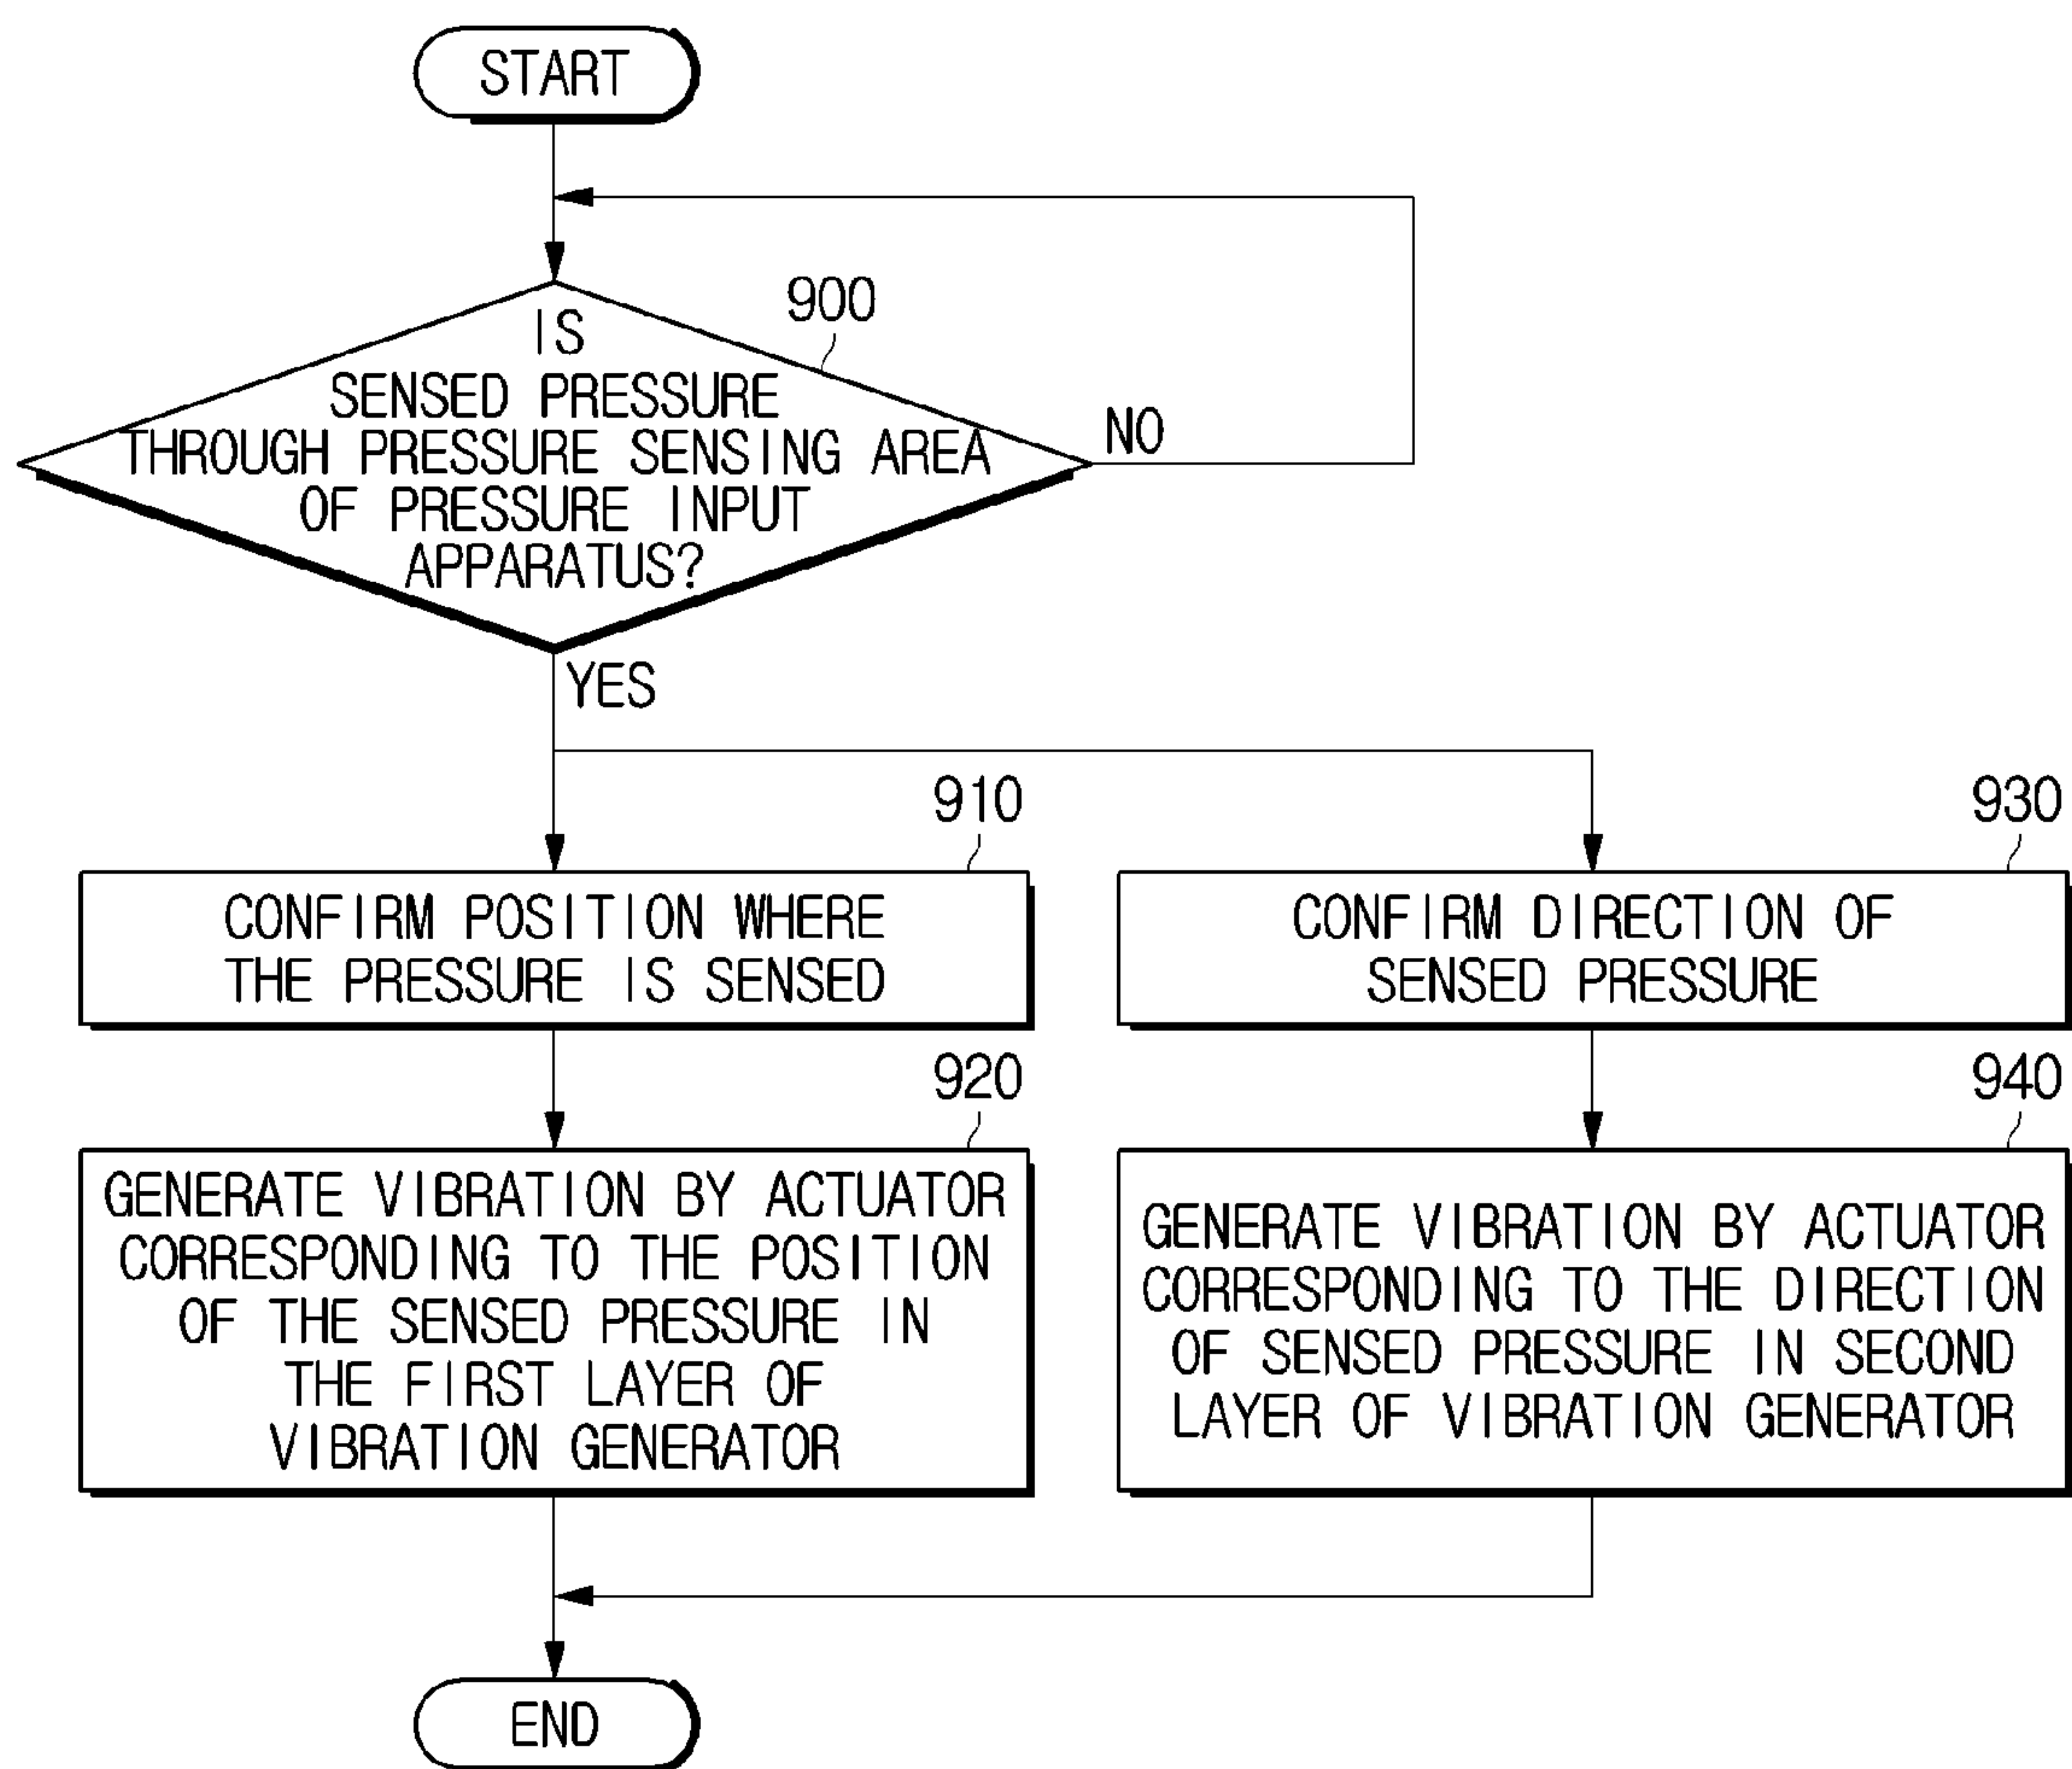 START
900
IS
SENSED PRESSURE
THROUGH PRESSURE SENSING AREA
OF PRESSURE INPUT
APPARATUS?
NO
YES
910
CONFIRM POSITION WHERE
THE PRESSURE IS SENSED
930
CONFIRM DIRECTION OF
SENSED PRESSURE
920
GENERATE VIBRATION BY ACTUATOR
CORRESPONDING TO THE POSITION
OF THE SENSED PRESSURE IN
THE FIRST LAYER OF
VIBRATION GENERATOR
940
GENERATE VIBRATION BY ACTUATOR
CORRESPONDING TO THE DIRECTION
OF SENSED PRESSURE IN SECOND
LAYER OF VIBRATION GENERATOR
END